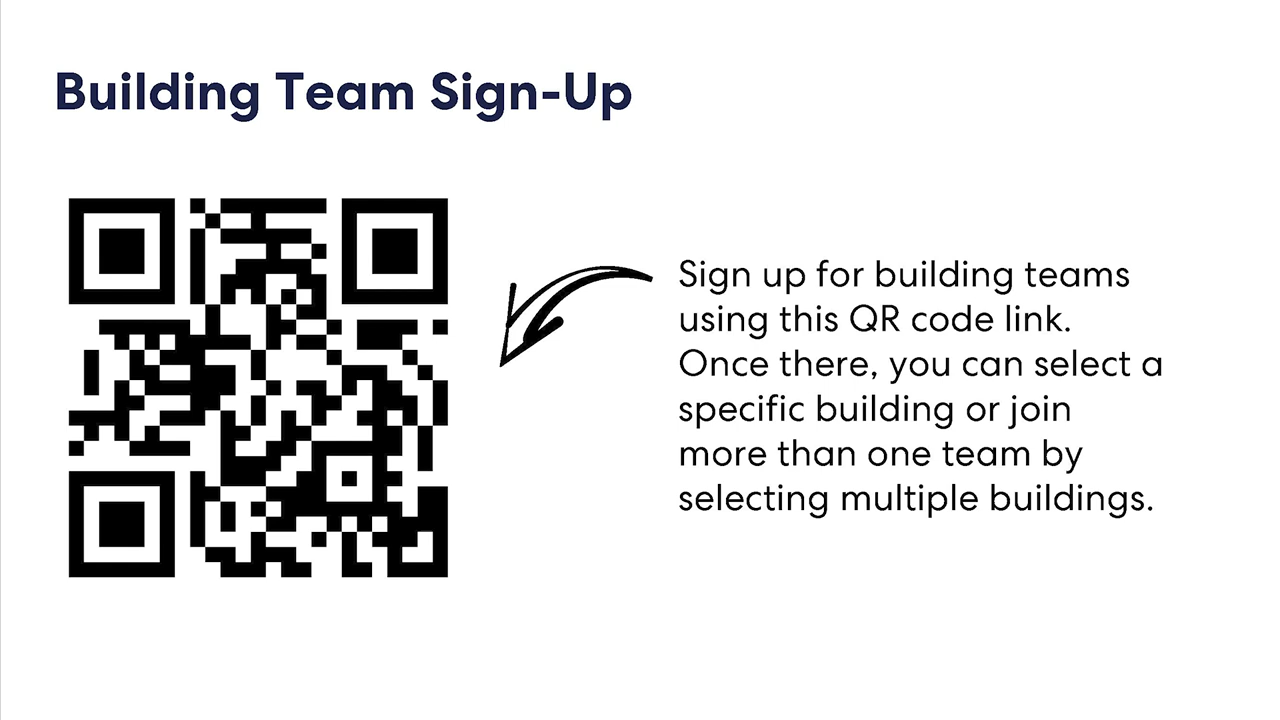 Building Team Sign-Up
Sign up for building teams
using this QR code link.
Once there, you can select a
specific building or join
more than one team by
selecting multiple buildings.